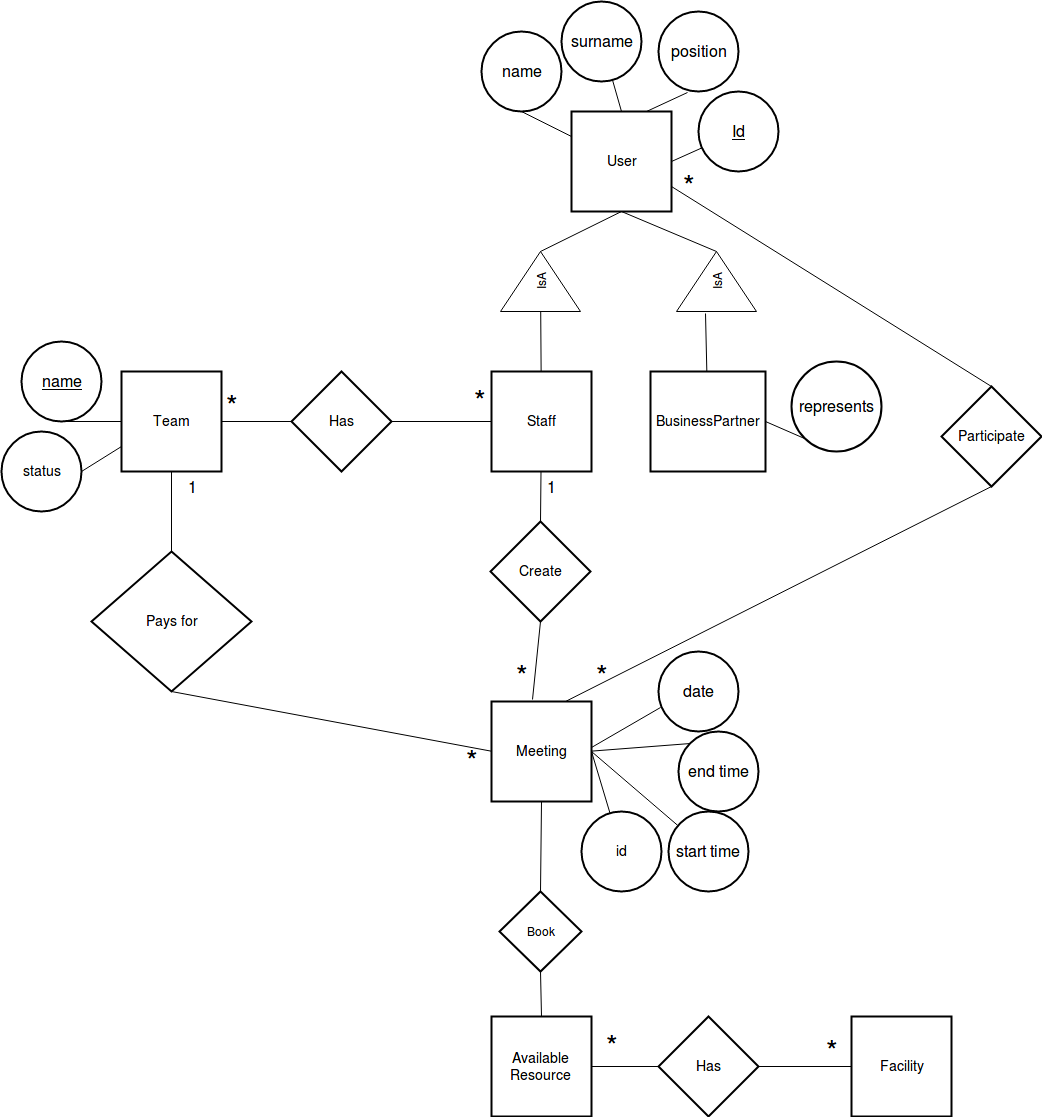 surname
position
name
Id
User
*
IsA
IsA
name
Team
*
Has
*
Staff
BusinessPartner
represents
Participate
status
1
1
Create
Pays for
*
*
date
Meeting
*
end time
id
start time
Book
*
*
Available
Resource
Has
Facility